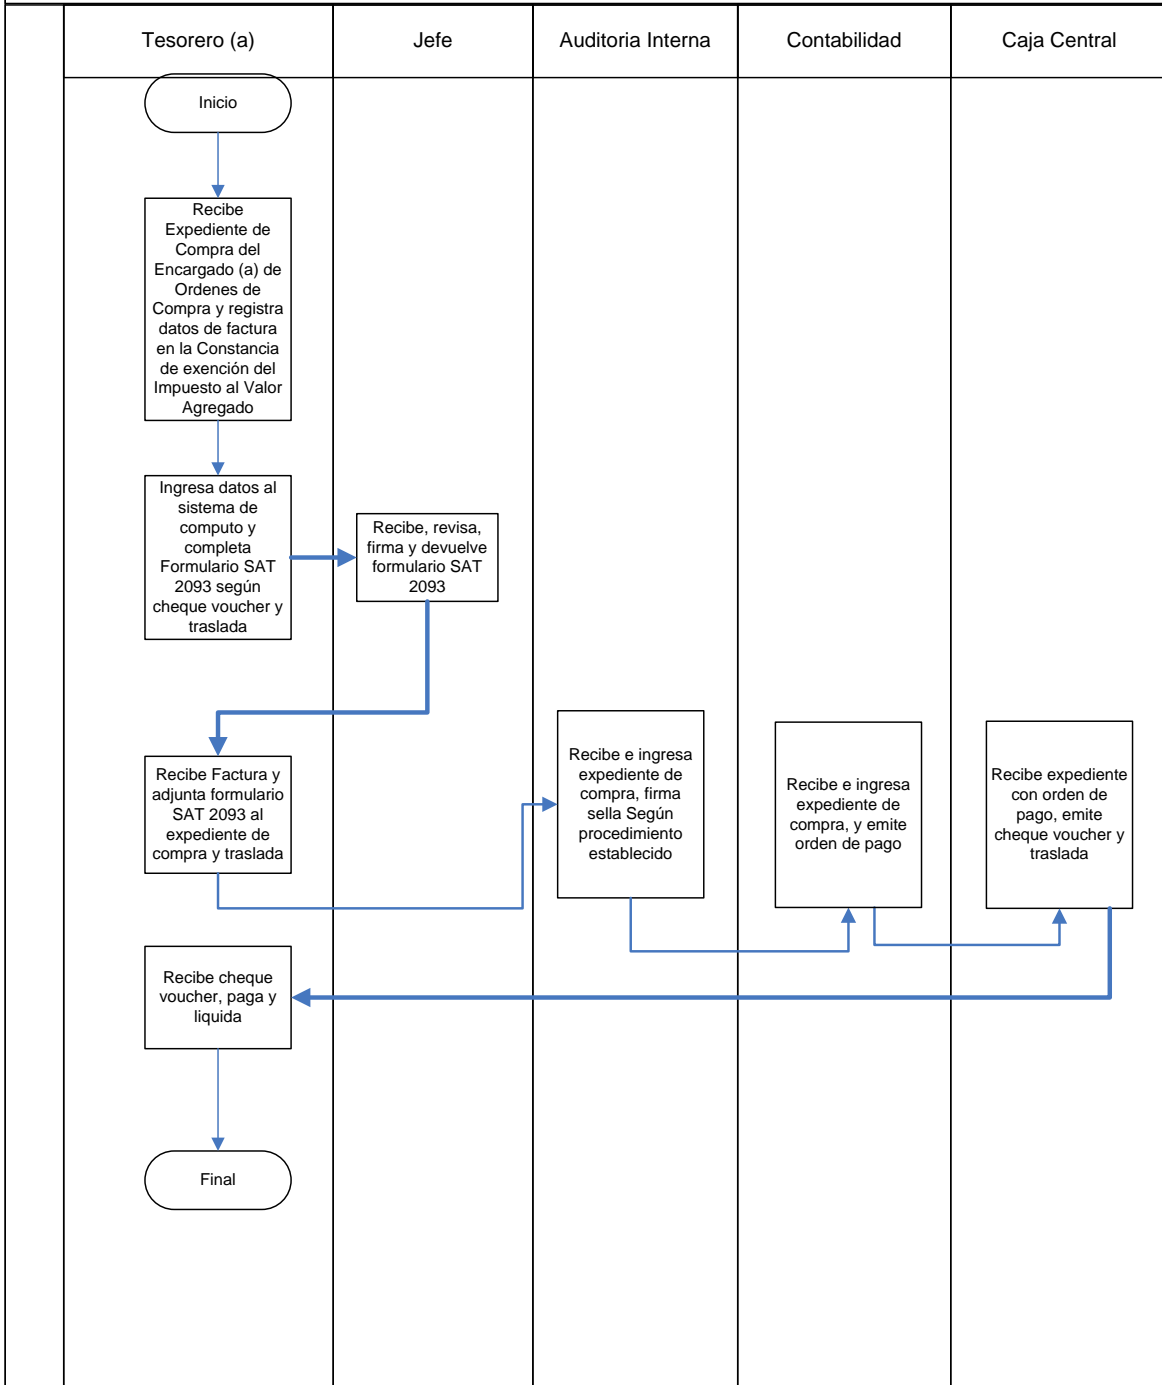 Tesorero (a)
Jefe
Auditoria Interna
Contabilidad
Caja Central
Inicio
Recibe
Expediente de
Compra del
Encargado (a) de
Ordenes de
Compra y registra
datos de factura
en la Constancia
de exención del
Impuesto al Valor
Agregado
Ingresa datos al
sistema de
computo y
completa
Formulario SAT
2093 según
cheque voucher y
traslada
Recibe, revisa,
firma y devuelve
formulario SAT
2093
Recibe Factura y
adjunta formulario
SAT 2093 al
expediente de
compra y traslada
Recibe e ingresa
expediente de
compra, firma
sella Según
procedimiento
establecido
Recibe e ingresa
expediente de
compra, y emite
orden de pago
Recibe expediente
con orden de
pago, emite
cheque voucher y
traslada
Recibe cheque
voucher, paga y
liquida
Final